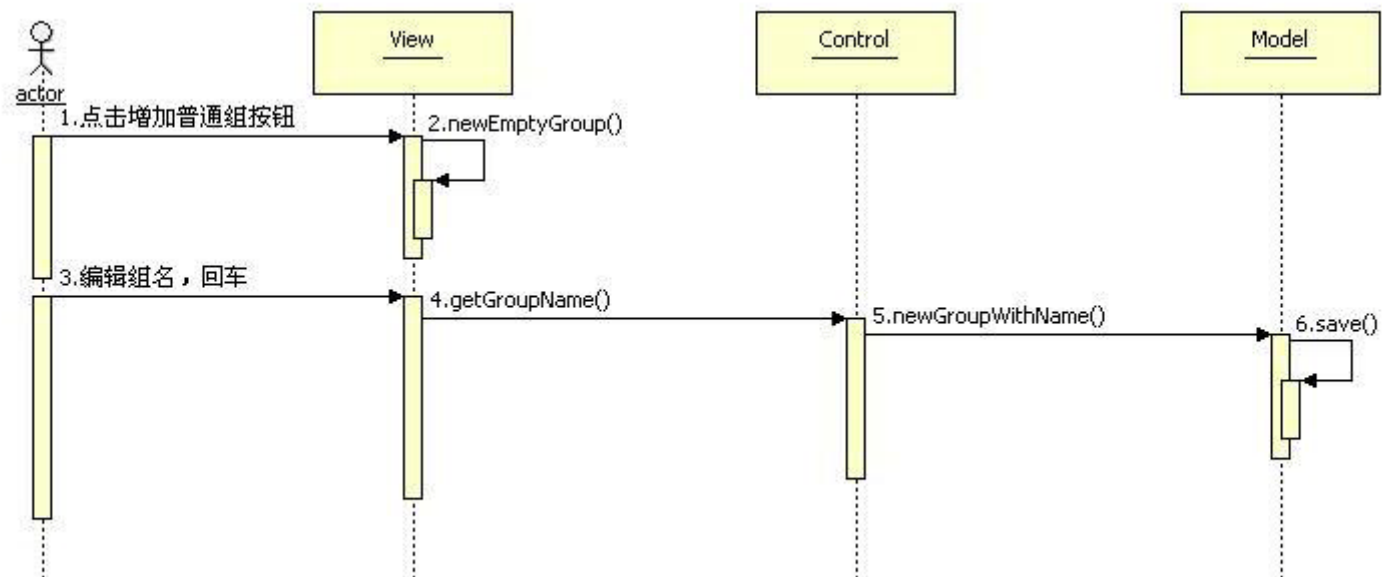 View
Control
Model
actor
1.点击增加普通组按钮
2.newEmptyGroup()
3.编辑组名，回车
4.getGroupName()
5.newGroupWithName()
6.save()